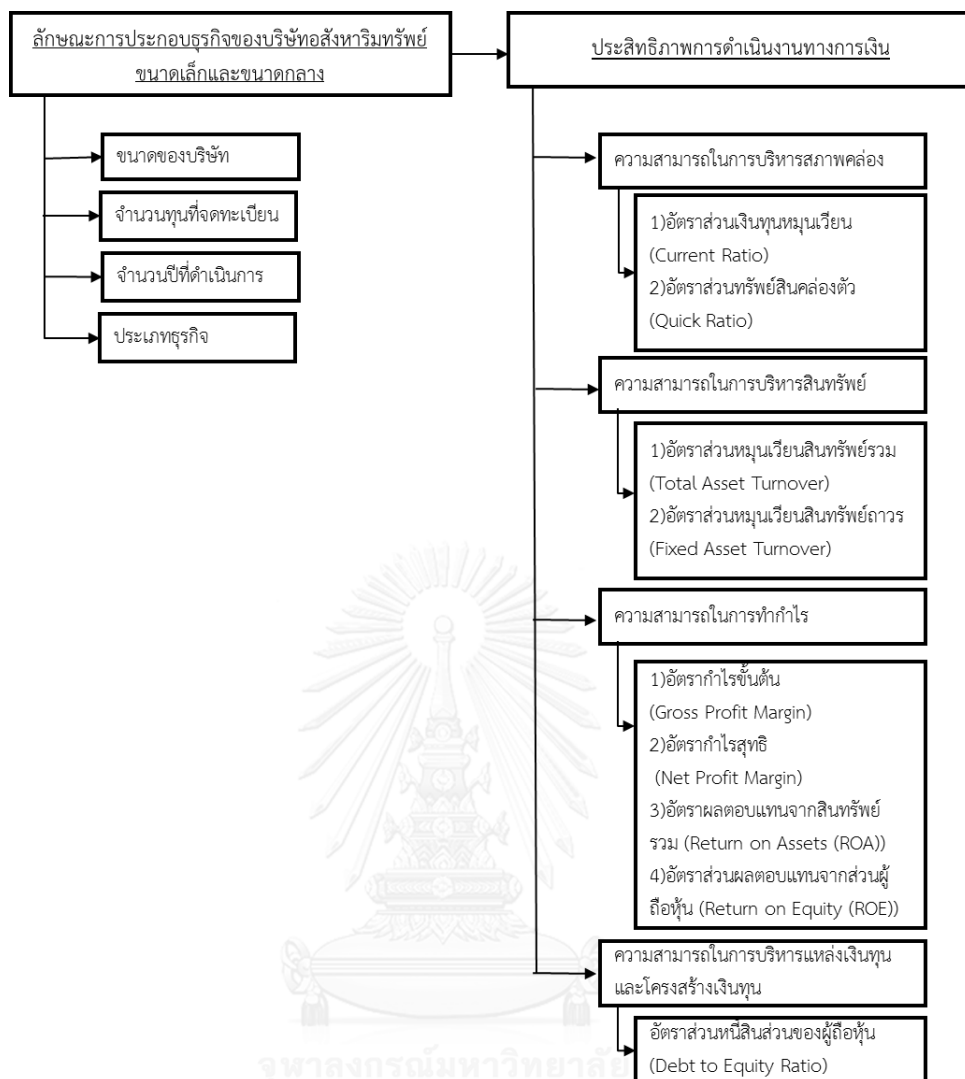 ลักษณะการประกอบธุรกิจของบริษัทอสังหาริมทรัพย์
ขนาดเล็กและขนาดกลาง
ขนาดของบริษัท
จำนวนทุนที่จดทะเบียน
จำนวนปีที่ดำเนินการ
ประเภทธุรกิจ
ประสิทธิภาพการดำเนินงานทางการเงิน
ความสามารถในการบริหารสภาพคล่อง
1)อัตราส่วนเงินทุนหมุนเวียน
(Current Ratio)
2)อัตราส่วนทรัพย์สินคล่องตัว
(Quick Ratio)
ความสามารถในการบริหารสินทรัพย์
1)อัตราส่วนหมุนเวียนสินทรัพย์รวม
(Total Asset Turnover)
2)อัตราส่วนหมุนเวียนสินทรัพย์ถาวร
(Fixed Asset Turnover)
ความสามารถในการทำกำไร
1)อัตรากำไรขั้นต้น
(Gross Profit Margin)
2)อัตรากำไรสุทธิ
(Net Profit Margin)
3)อัตราผลตอบแทนจากสินทรัพย์
รวม (Return on Assets (ROA))
4)อัตราส่วนผลตอบแทนจากส่วนผู้
ถือหุ้น (Return on Equity (ROE))
ความสามารถในการบริหารแหล่งเงินทุน
และโครงสร้างเงินทุน
อัตราส่วนหนี้สินส่วนของผู้ถือหุ้น
(Debt to Equity Ratio)
จุฬาลงกรณ์มหาวิทยาลัย